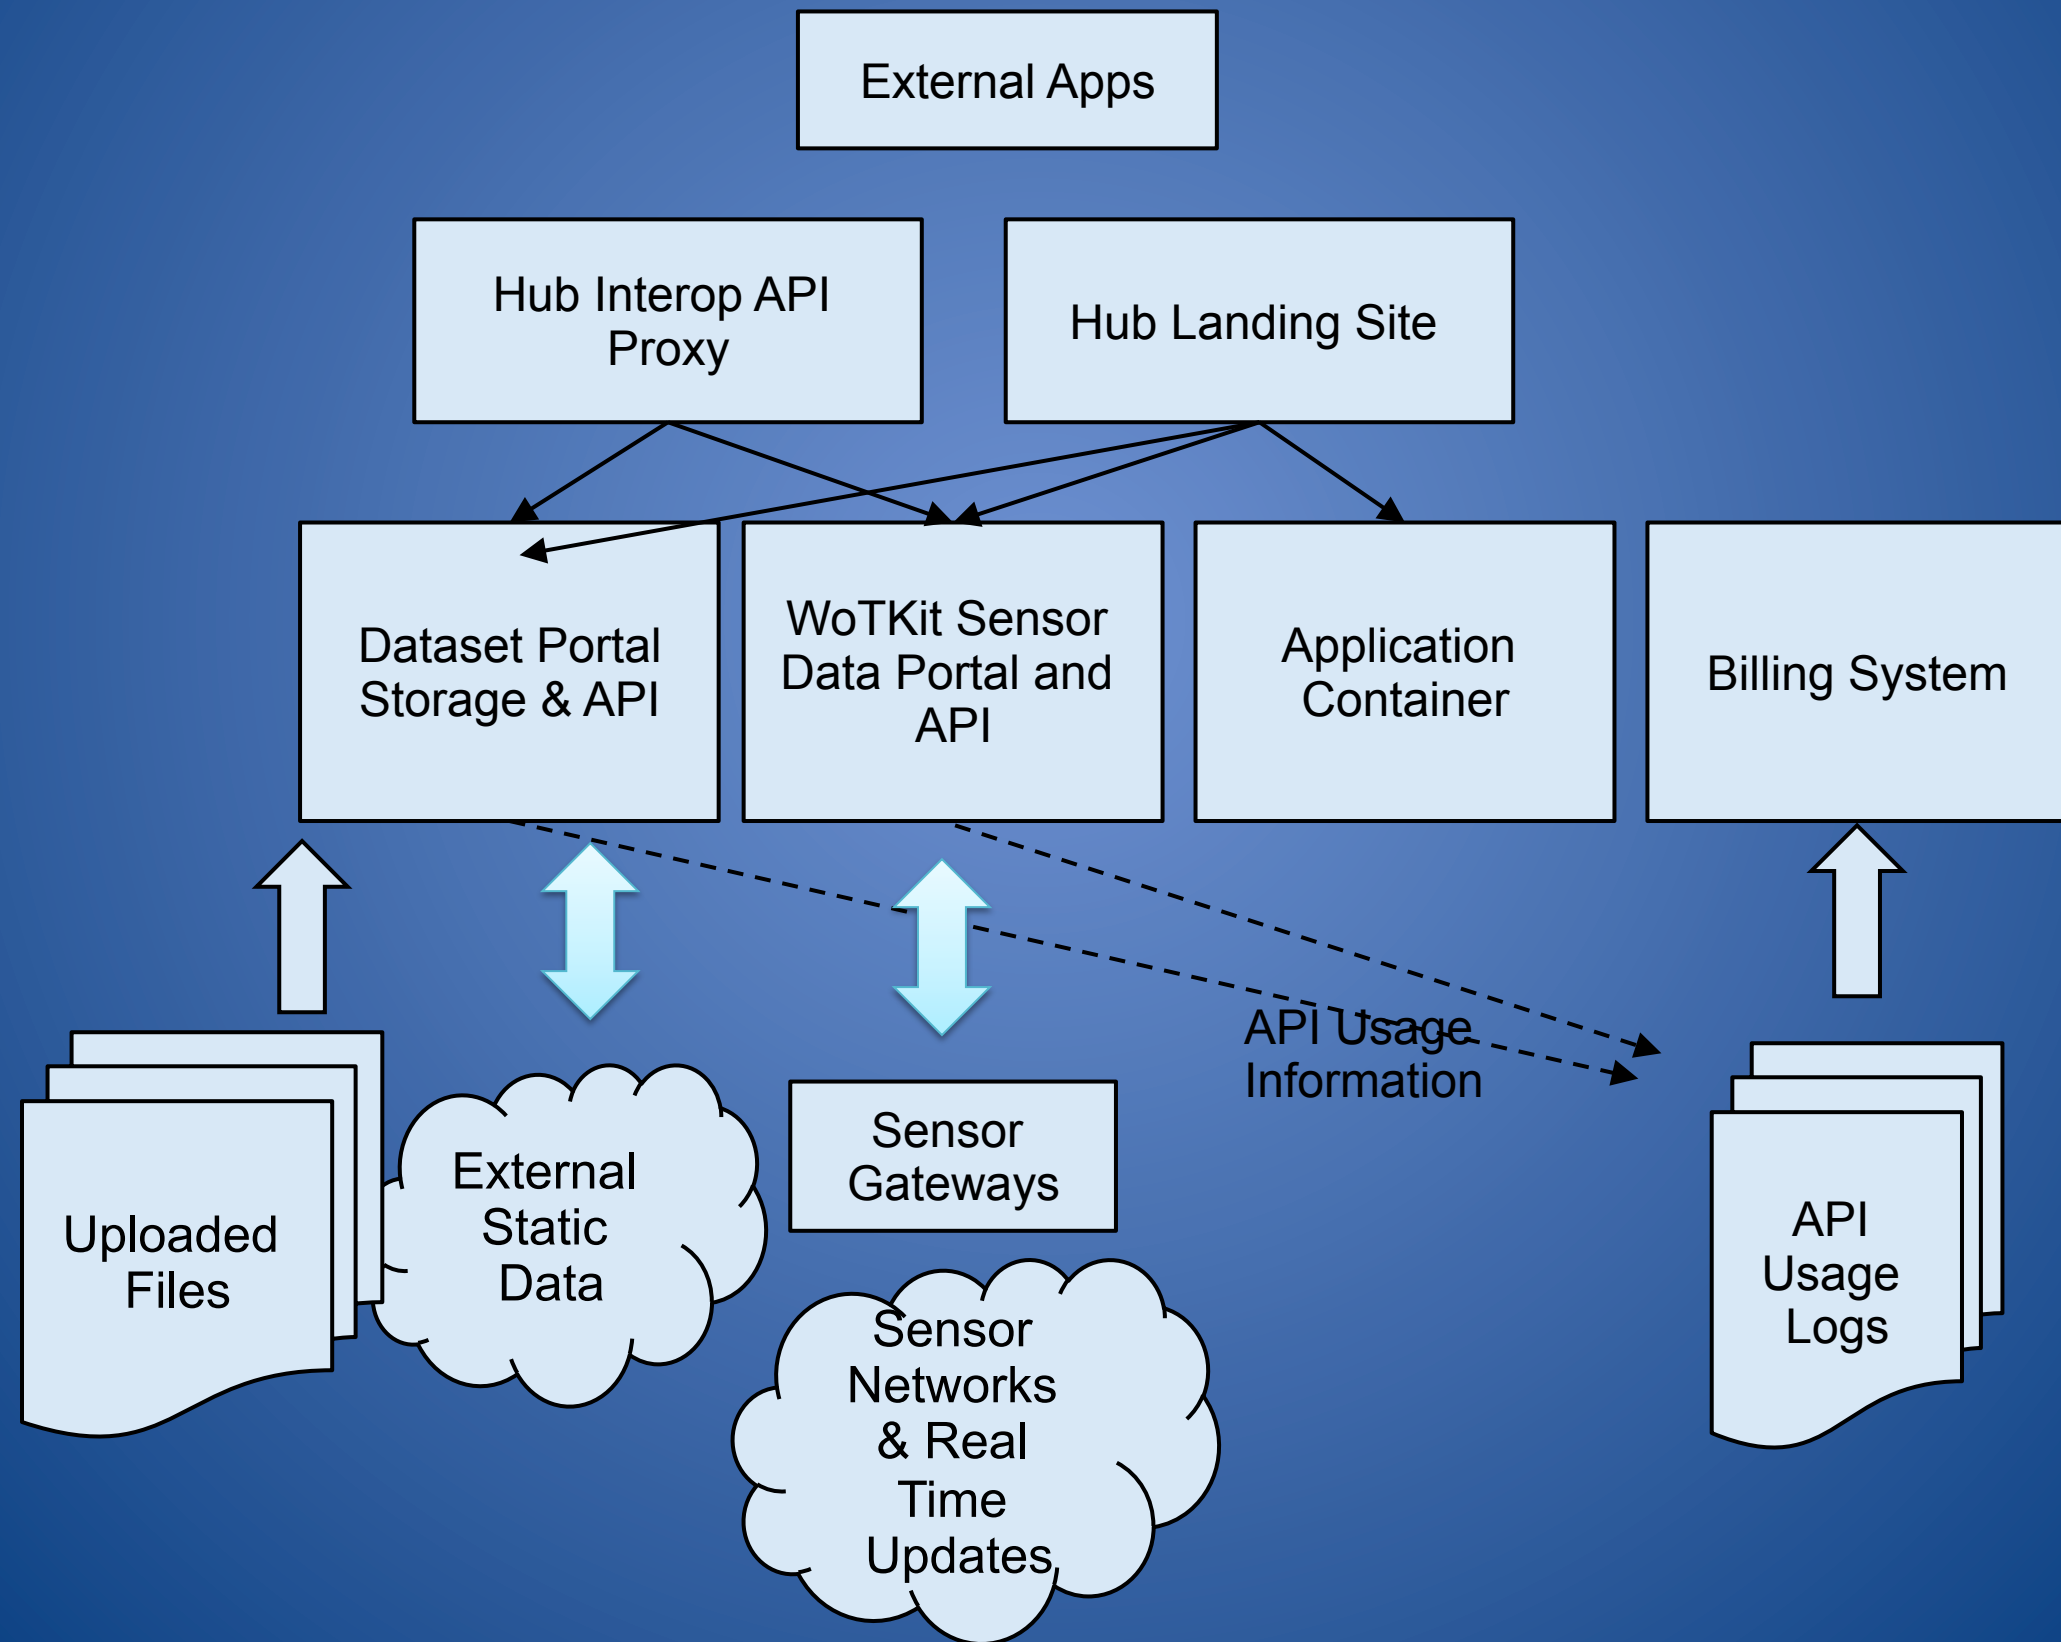 External Apps
Hub Interop API
Proxy
Hub Landing Site
Dataset Portal
Storage & API
WoTKit Sensor
Data Portal and
API
Application
Container
Billing System
API Usage
Information
Uploaded
Files
External
Static
Data
Sensor
Gateways
Sensor
Networks
& Real
Time
Updates
API
Usage
Logs